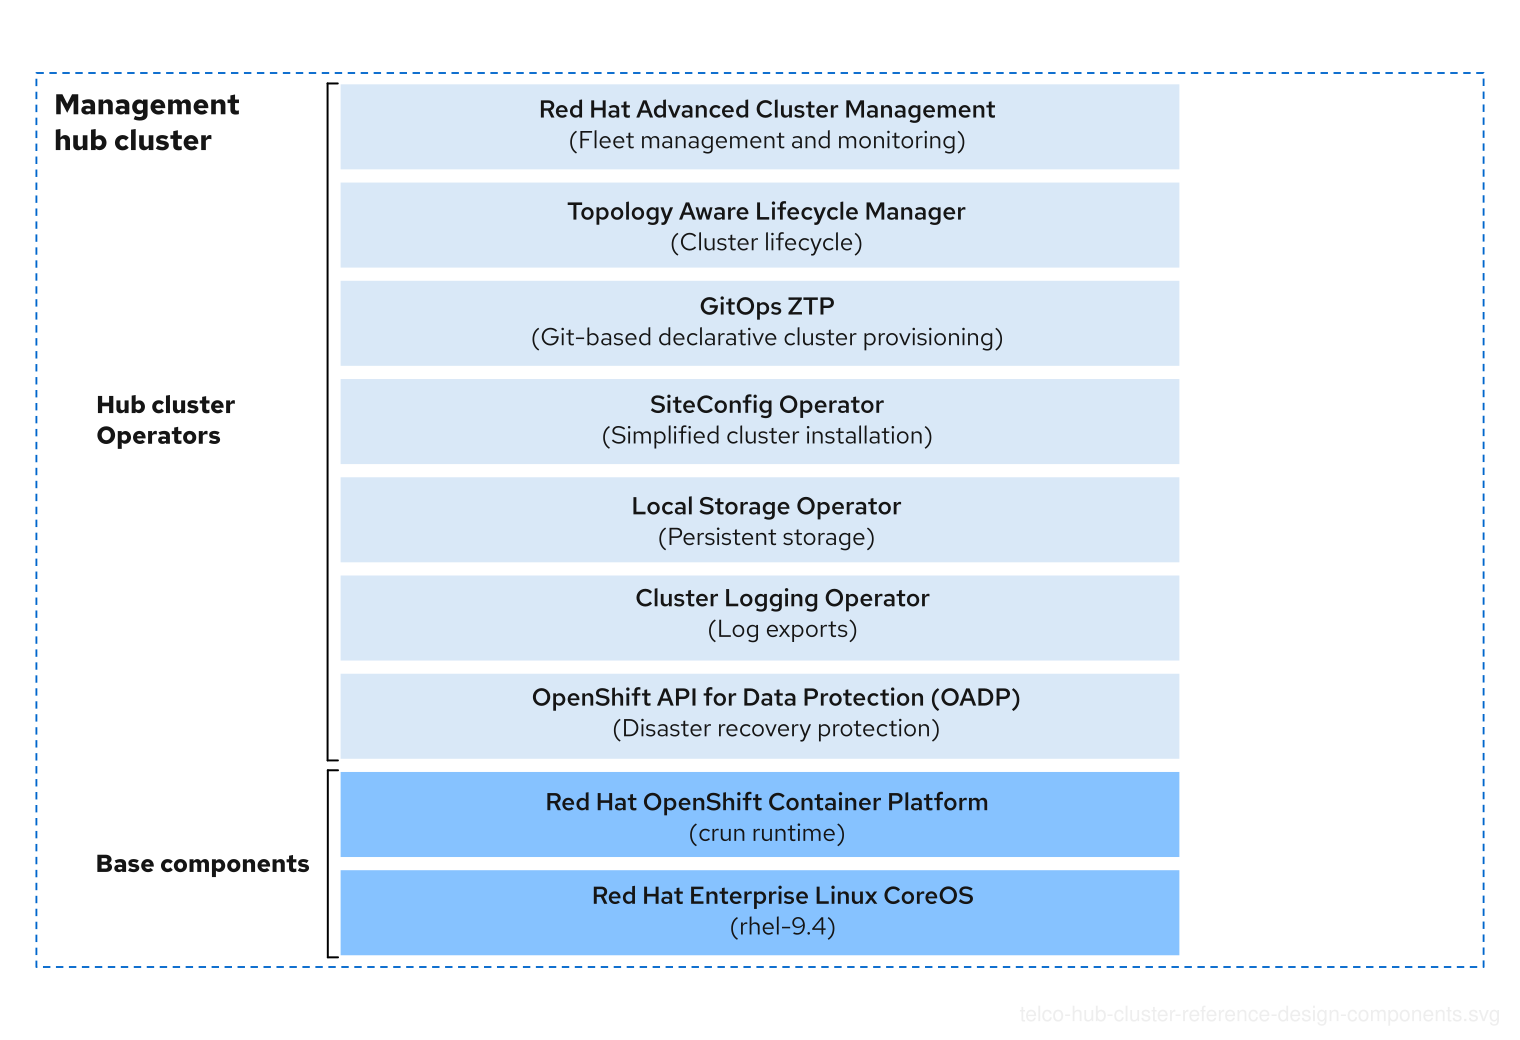 Management
hub cluster
Red Hat Advanced Cluster Management
(Fleet management and monitoring)
Topology Aware Lifecycle Manager
(Cluster lifecycle)
GitOps ZTP
(Git-based declarative cluster provisioning)
Hub cluster
Operators
SiteConfig Operator
(Simplified cluster installation)
Local Storage Operator
(Persistent storage)
Cluster Logging Operator
(Log exports)
OpenShift API for Data Protection (OADP)
(Disaster recovery protection)
Base components
Red Hat OpenShift Container Platform
(crun runtime)
Red Hat Enterprise Linux CoreOS
(rhel-9.4)
telco-hub-cluster-reference-design-components.svg